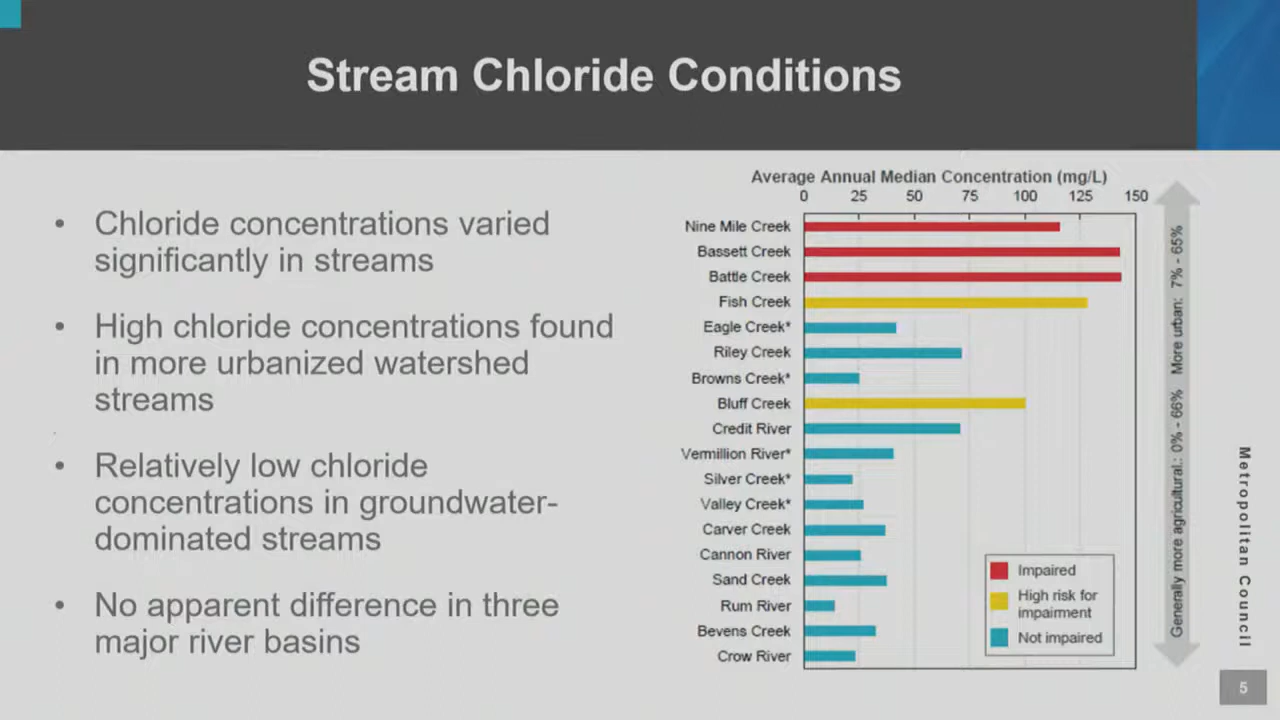 Stream Chloride Conditions
• Chloride concentrations varied
significantly in streams
• High chloride concentrations found
in more urbanized watershed
streams
• Relatively low chloride
concentrations in groundwater-
dominated streams
• No apparent difference in three
major river basins
Average Annual Median Concentration (mg/L)
0 25 50 75 100 125 150
Nine Mile Creek
Bassett Creek
Battle Creek
Fish Creek
Eagle Creek*
Riley Creek
Browns Creek*
Bluff Creek
Credit River
Vermillion River*
Silver Creek*
Valley Creek*
Carver Creek
Cannon River
Sand Creek
Rum River
Bevens Creek
Crow River
Impaired
High risk for
impairment
Not impaired
Generally more agricultural.: 0% - 66% More urban: 7% - 65%
Metropolitan Council
5